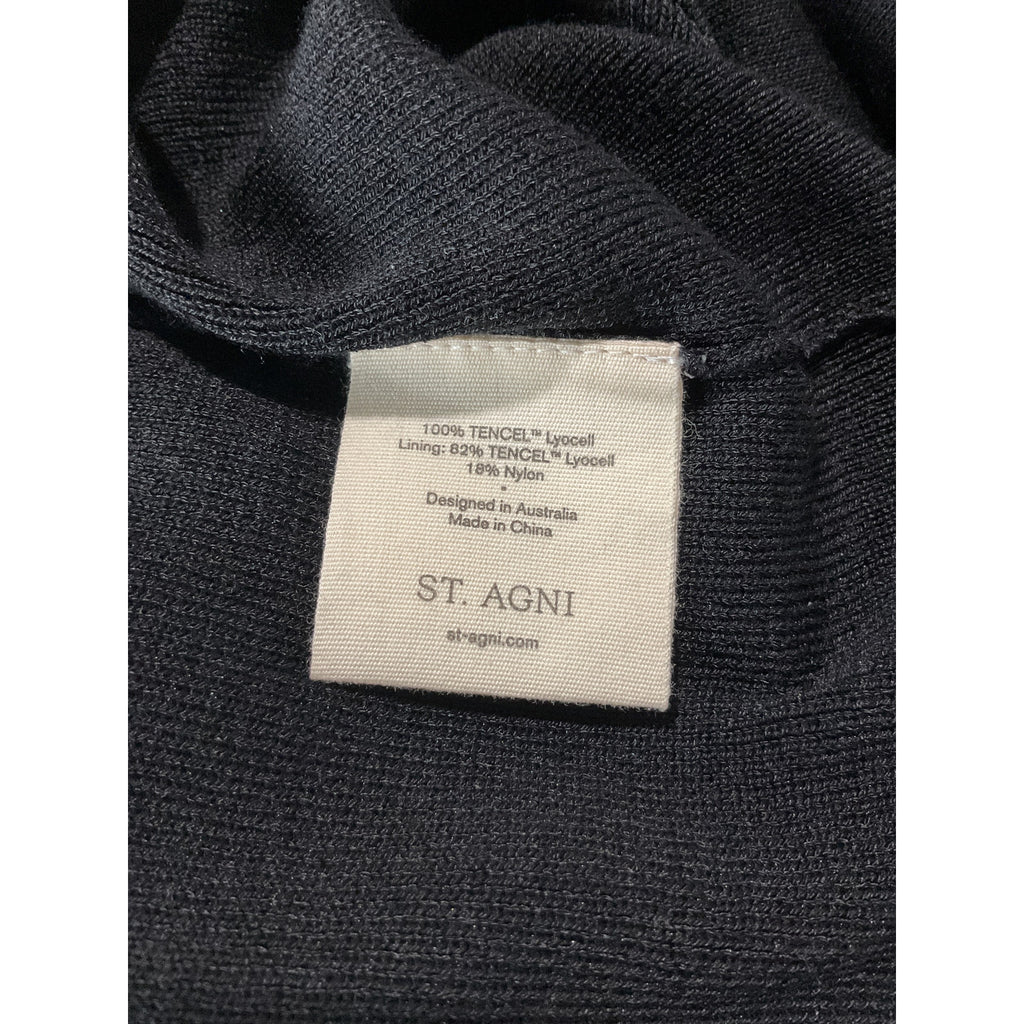 100% TENCEL™ Lyocell
Lining: 82% TENCEL™ Lyocell
18% Nylon
•
Designed in Australia
Made in China
ST. AGNI
st-agni.com